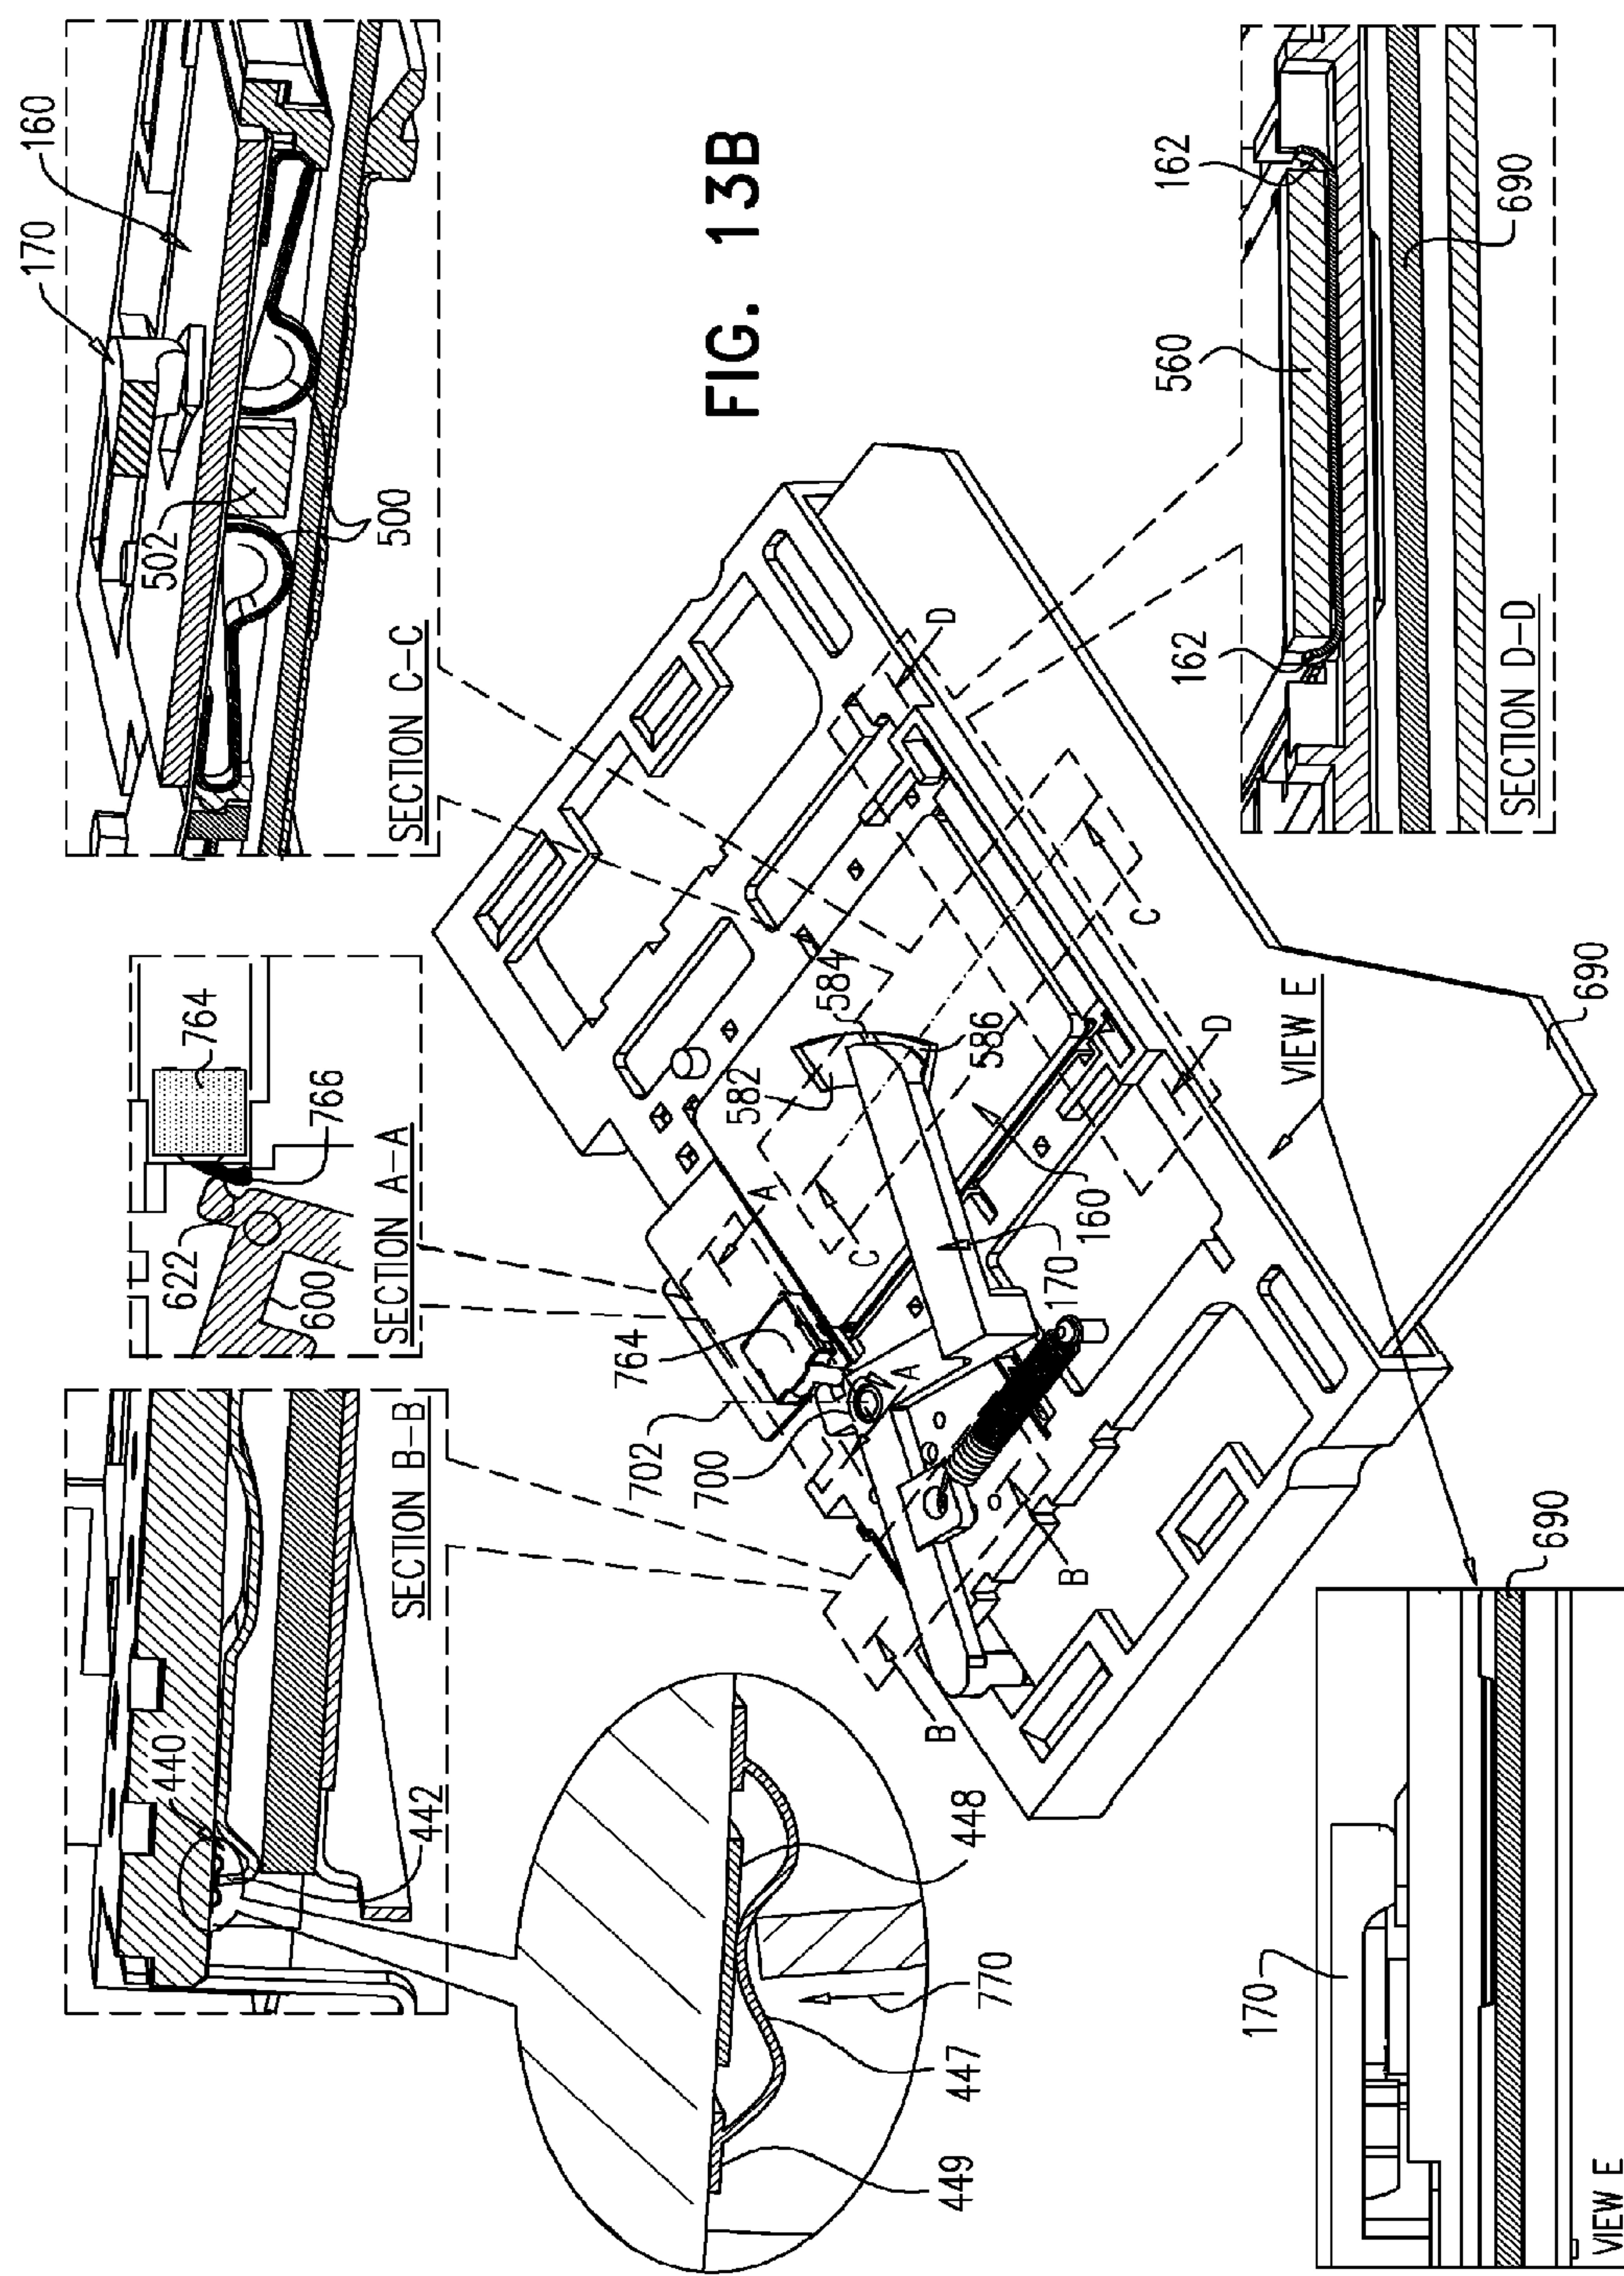 FIG. 13B
440
442
SECTION B-B
764
622
600
766
SECTION A-A
170
160
502
500
SECTION C-C
449
447
448
770
702
700
764
A
A
582
584
586
C
C
D
D
B
B
170
160
VIEW E
690
170
690
VIEW E
162
560
162
690
SECTION D-D